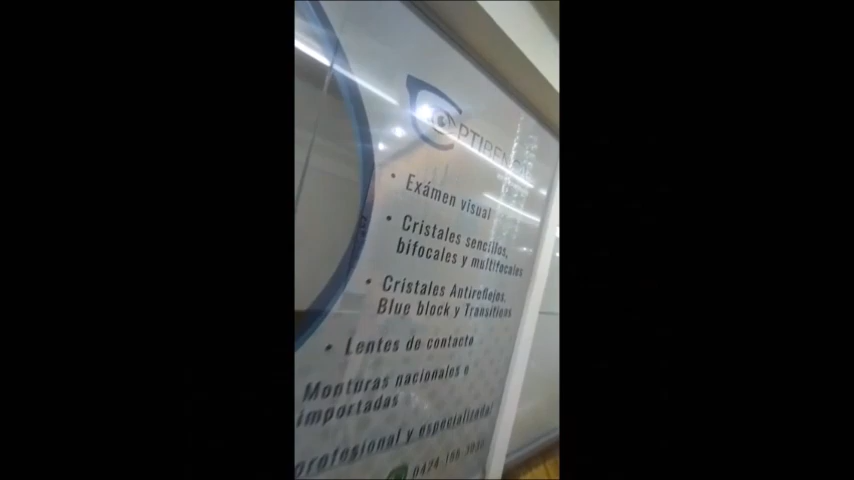 • Exámen visual
• Cristales sencillos,
bifocales y multifocales
• Cristales Antireflejos,
Blue block y Transitions
• Lentes de contacto
Monturas nacionales e
importadas
profesional y especializada!